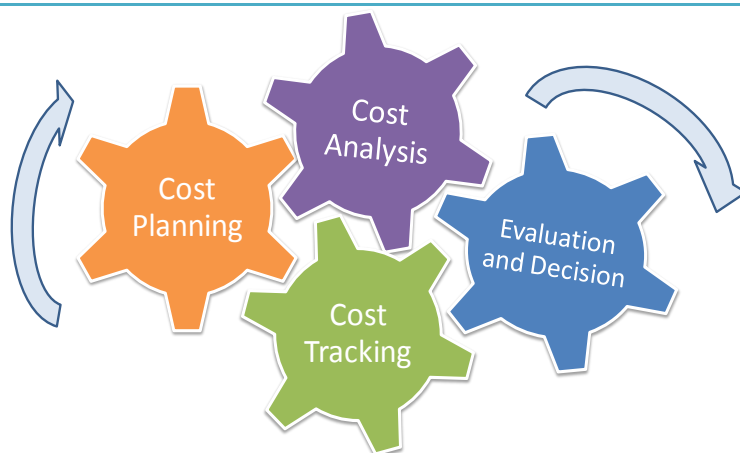 Cost
Analysis
Cost
Planning
Evaluation
and Decision
Cost
Tracking